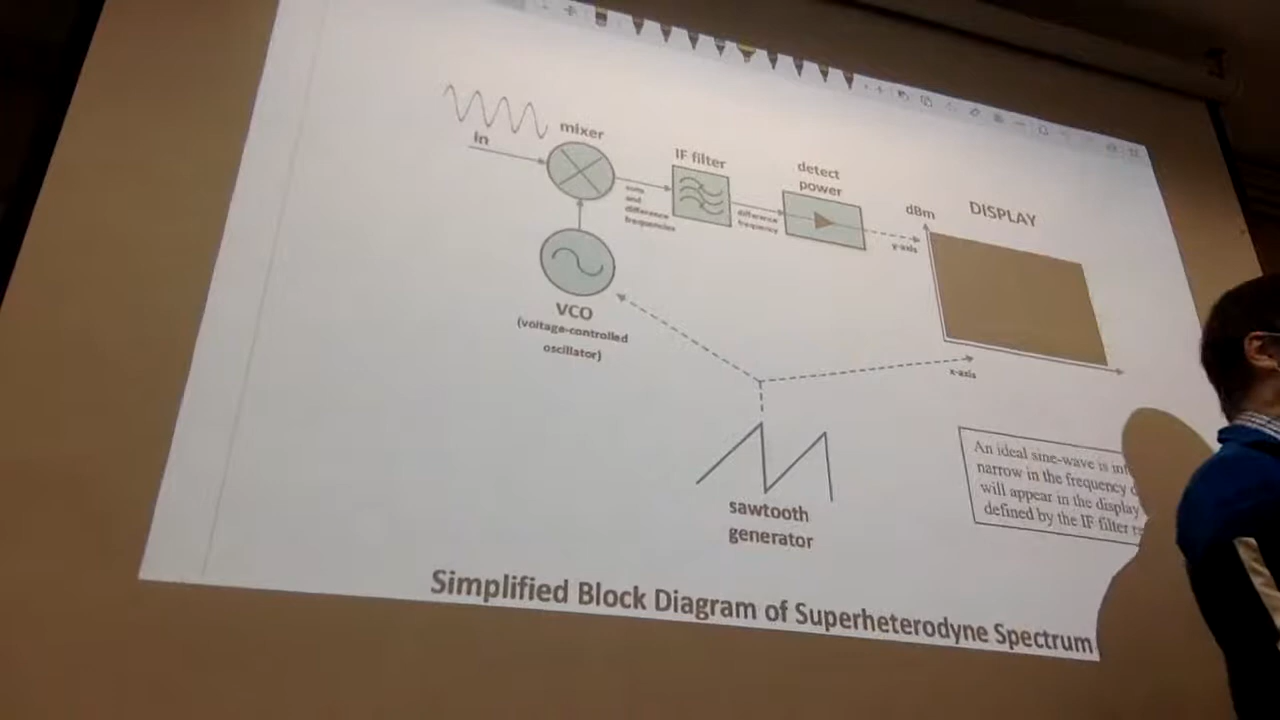 In
mixer
IF filter
detect
power
dBm
DISPLAY
sums
and
difference
frequencies
difference
frequency
y-axis
VCO
(voltage-controlled
oscillator)
x-axis
sawtooth
generator
An ideal sine-wave is
narrow in the frequency
will appear in the display
defined by the IF filter
Simplified Block Diagram of Superheterodyne Spectrum